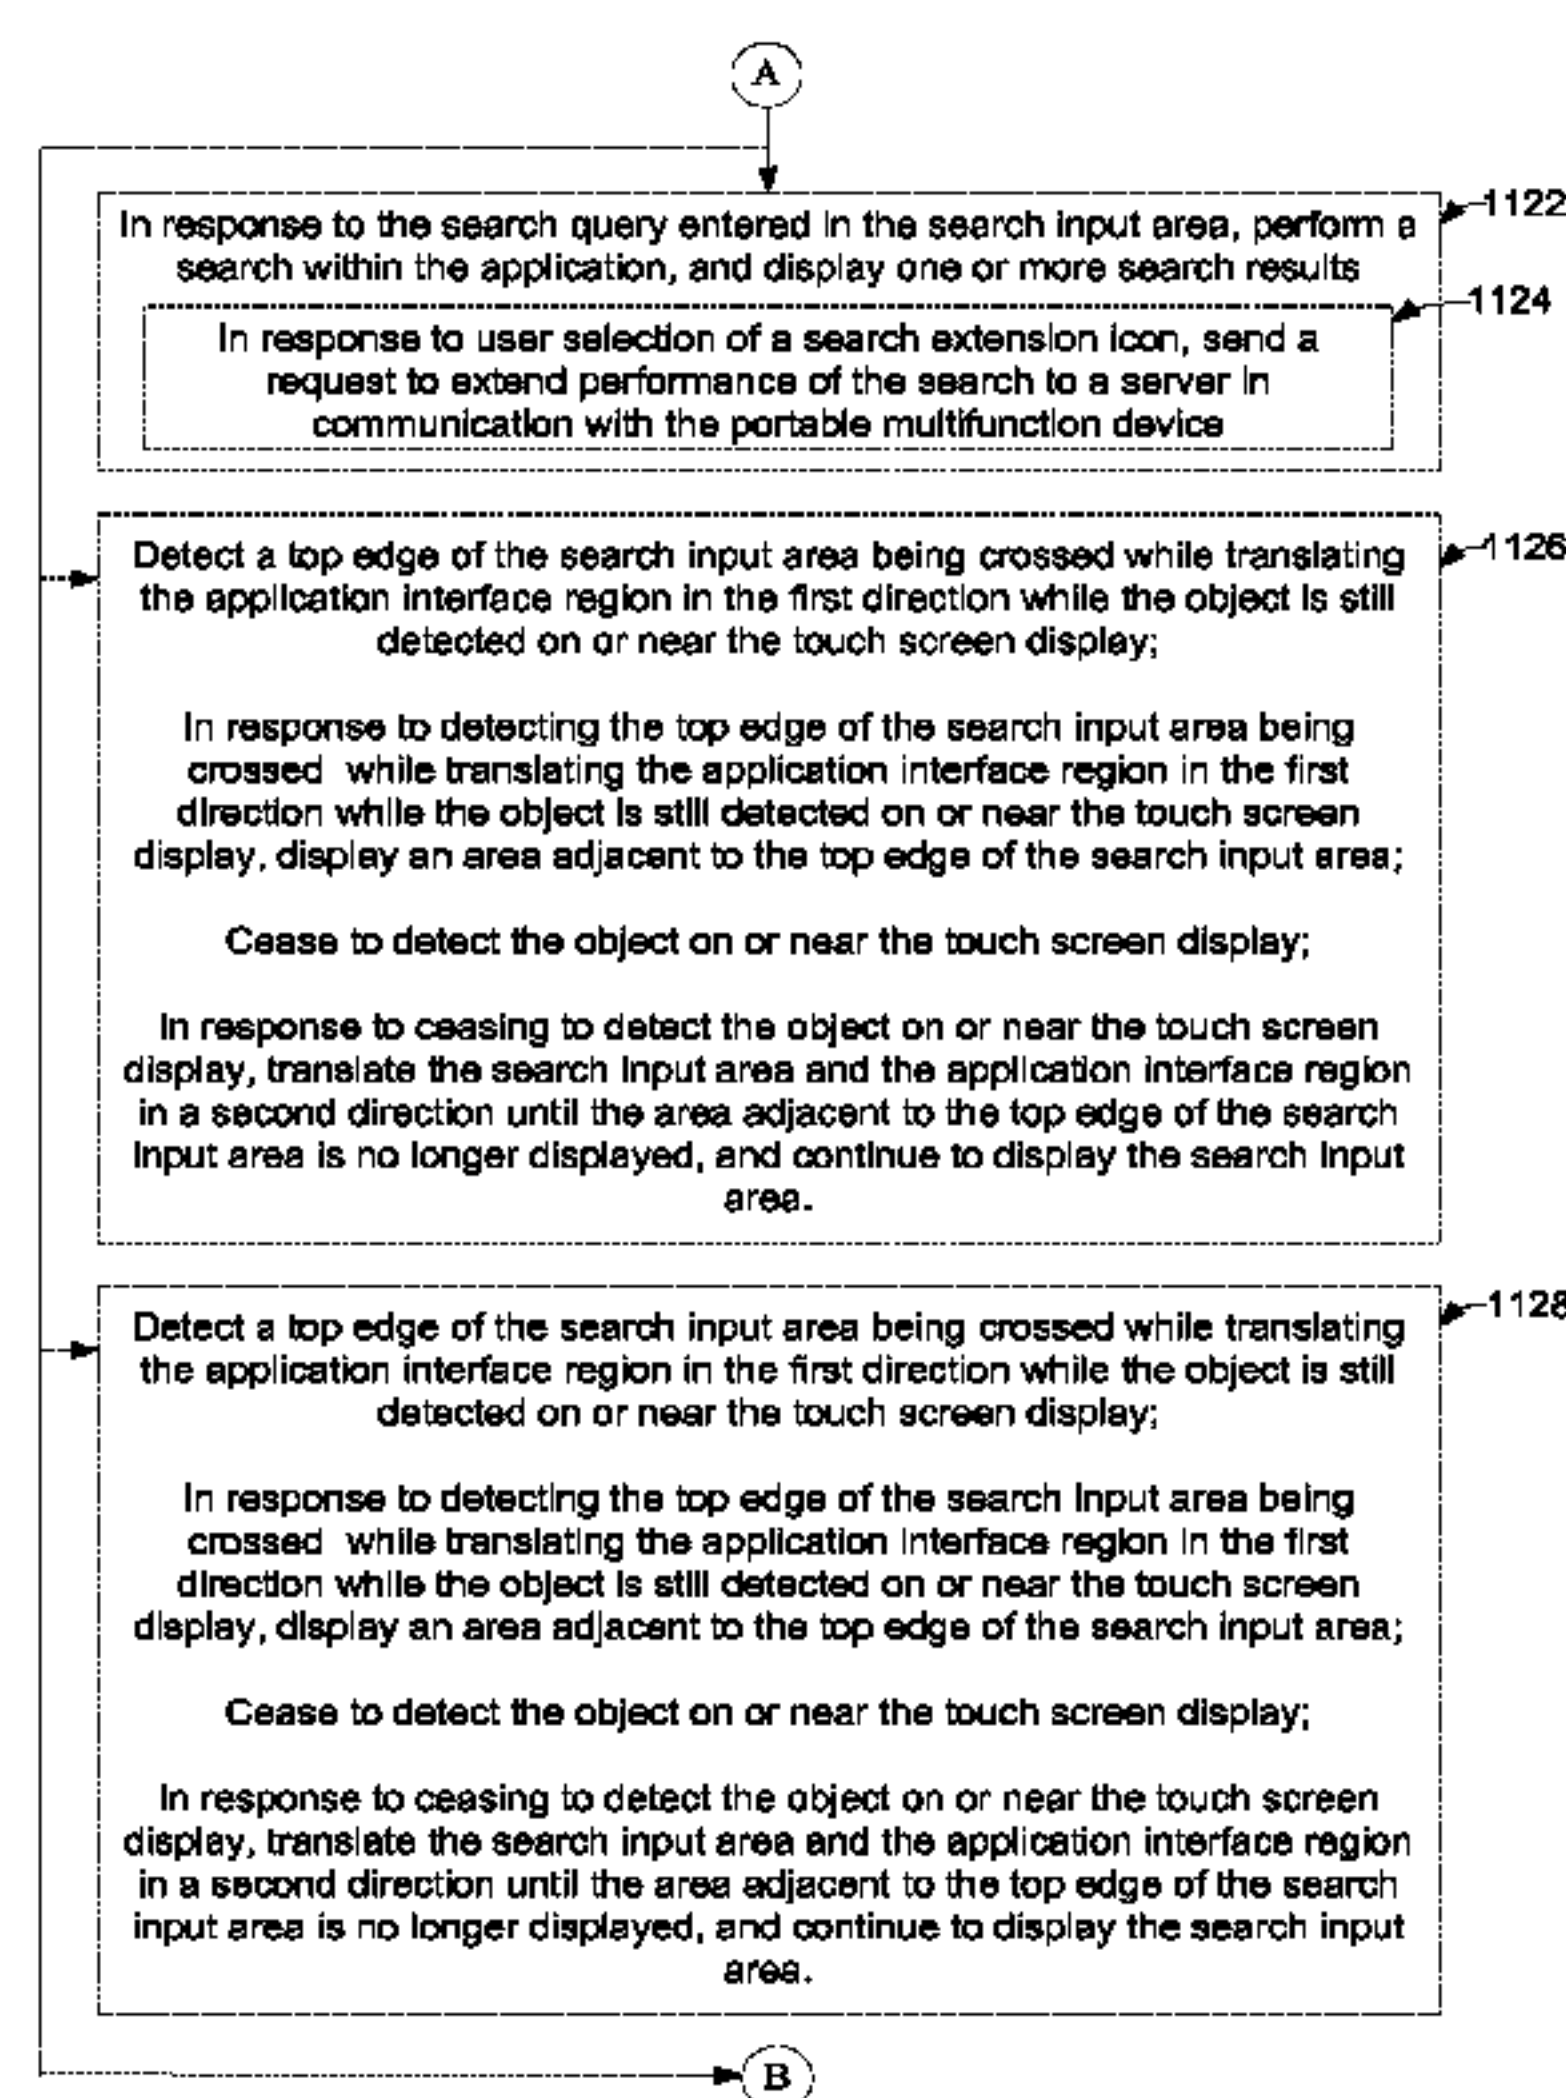 A
1122
In response to the search query entered in the search input area, perform a
search within the application, and display one or more search results
1124
In response to user selection of a search extension icon, send a
request to extend performance of the search to a server in
communication with the portable multifunction device
1126
Detect a top edge of the search input area being crossed while translating
the application interface region in the first direction while the object is still
detected on or near the touch screen display;
In response to detecting the top edge of the search input area being
crossed while translating the application interface region in the first
direction while the object is still detected on or near the touch screen
display, display an area adjacent to the top edge of the search input area;
Cease to detect the object on or near the touch screen display;
In response to ceasing to detect the object on or near the touch screen
display, translate the search input area and the application interface region
in a second direction until the area adjacent to the top edge of the search
input area is no longer displayed, and continue to display the search input
area.
1128
Detect a top edge of the search input area being crossed while translating
the application interface region in the first direction while the object is still
detected on or near the touch screen display;
In response to detecting the top edge of the search input area being
crossed while translating the application interface region in the first
direction while the object is still detected on or near the touch screen
display, display an area adjacent to the top edge of the search input area;
Cease to detect the object on or near the touch screen display;
In response to ceasing to detect the object on or near the touch screen
display, translate the search input area and the application interface region
in a second direction until the area adjacent to the top edge of the search
input area is no longer displayed, and continue to display the search input
area.
B